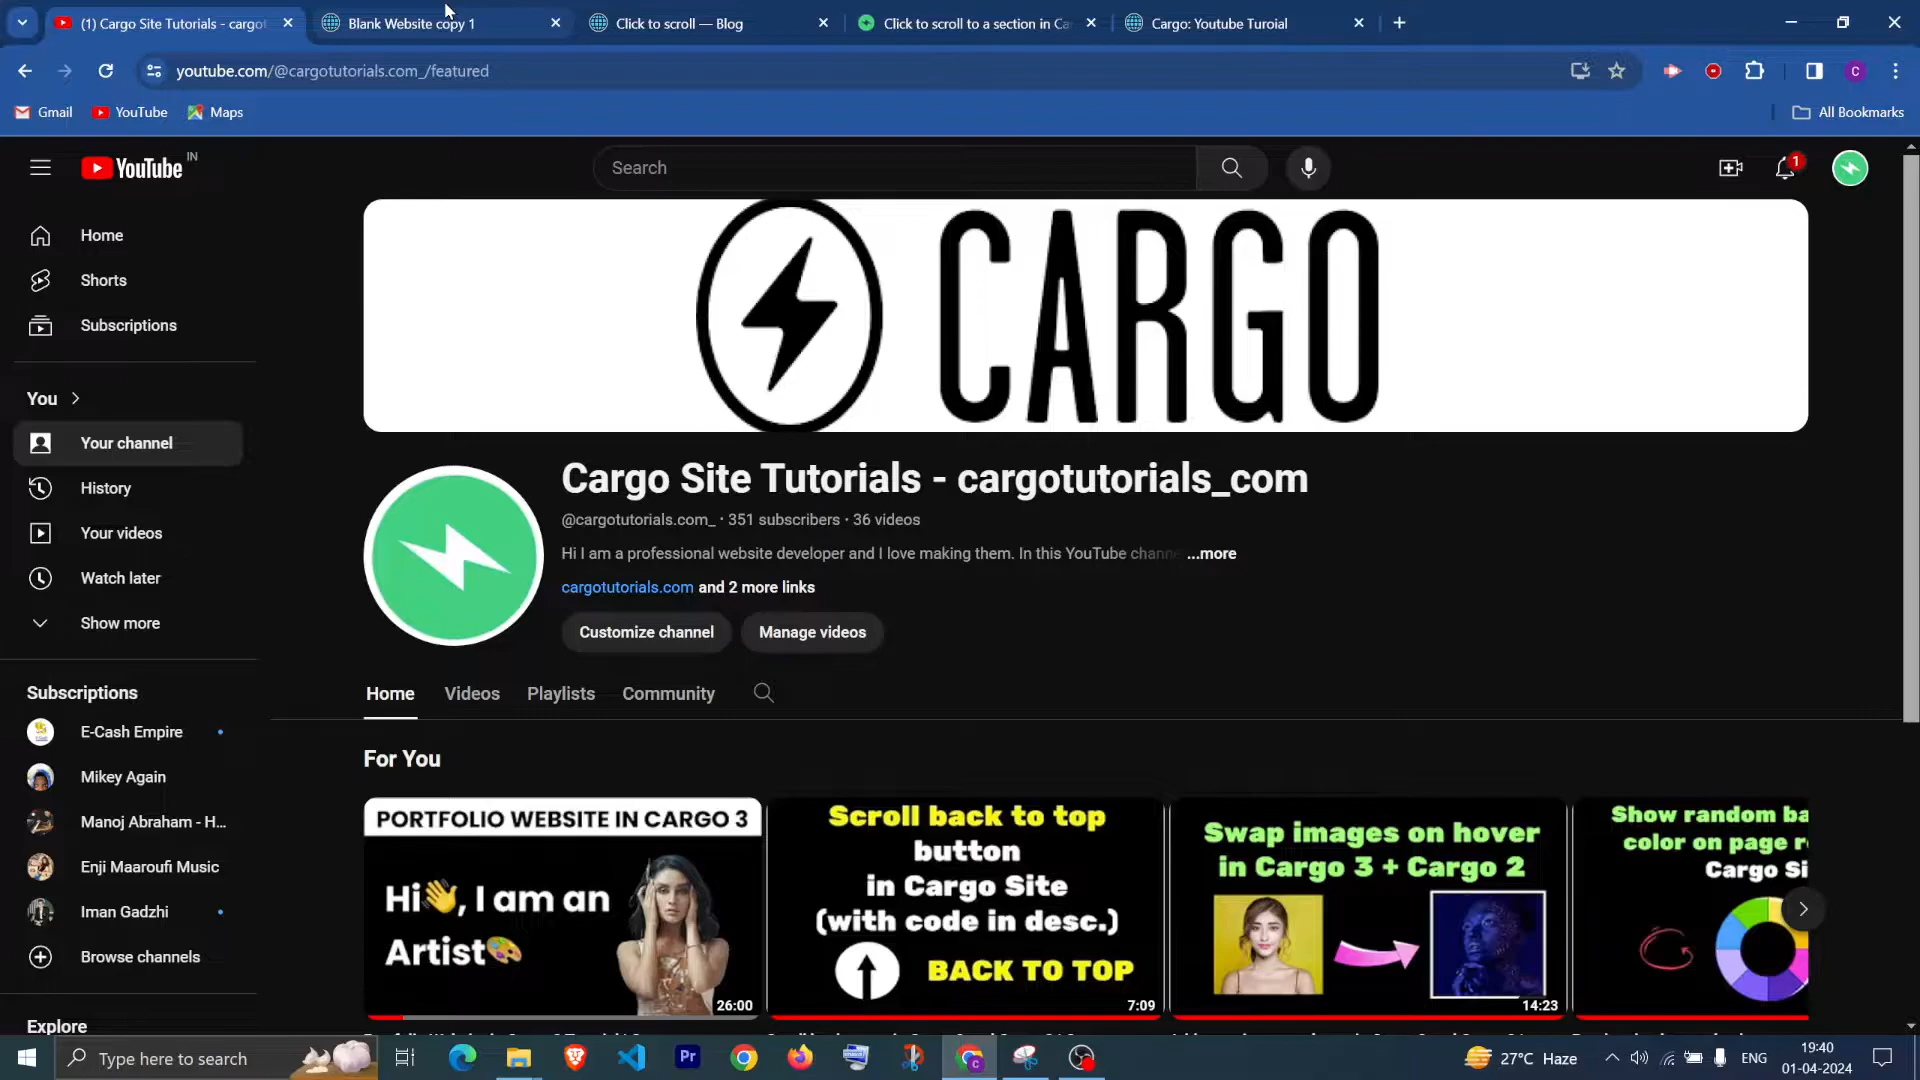 (1) Cargo Site Tutorials - cargot
Blank Website copy 1
Click to scroll — Blog
Click to scroll to a section in Ca
Cargo: Youtube Turoial
youtube.com/@cargotutorials.com_/featured
C
Gmail
YouTube
Maps
All Bookmarks
YouTube IN
Search
1
Home
Shorts
Subscriptions
You
Your channel
History
Your videos
Watch later
Show more
Subscriptions
E-Cash Empire
Mikey Again
Manoj Abraham - H...
Enji Maaroufi Music
Iman Gadzhi
Browse channels
Explore
CARGO
Cargo Site Tutorials - cargotutorials_com
@cargotutorials.com_ · 351 subscribers · 36 videos
Hi I am a professional website developer and I love making them. In this YouTube channe ...more
cargotutorials.com and 2 more links
Customize channel
Manage videos
Home
Videos
Playlists
Community
For You
PORTFOLIO WEBSITE IN CARGO 3
Hi👋, I am an
Artist🎨
26:00
Scroll back to top
button
in Cargo Site
(with code in desc.)
BACK TO TOP
7:09
Swap images on hover
in Cargo 3 + Cargo 2
14:23
Show random ba
color on page r
Cargo Si
Type here to search
Pr
27°C Haze
ENG
19:40
01-04-2024